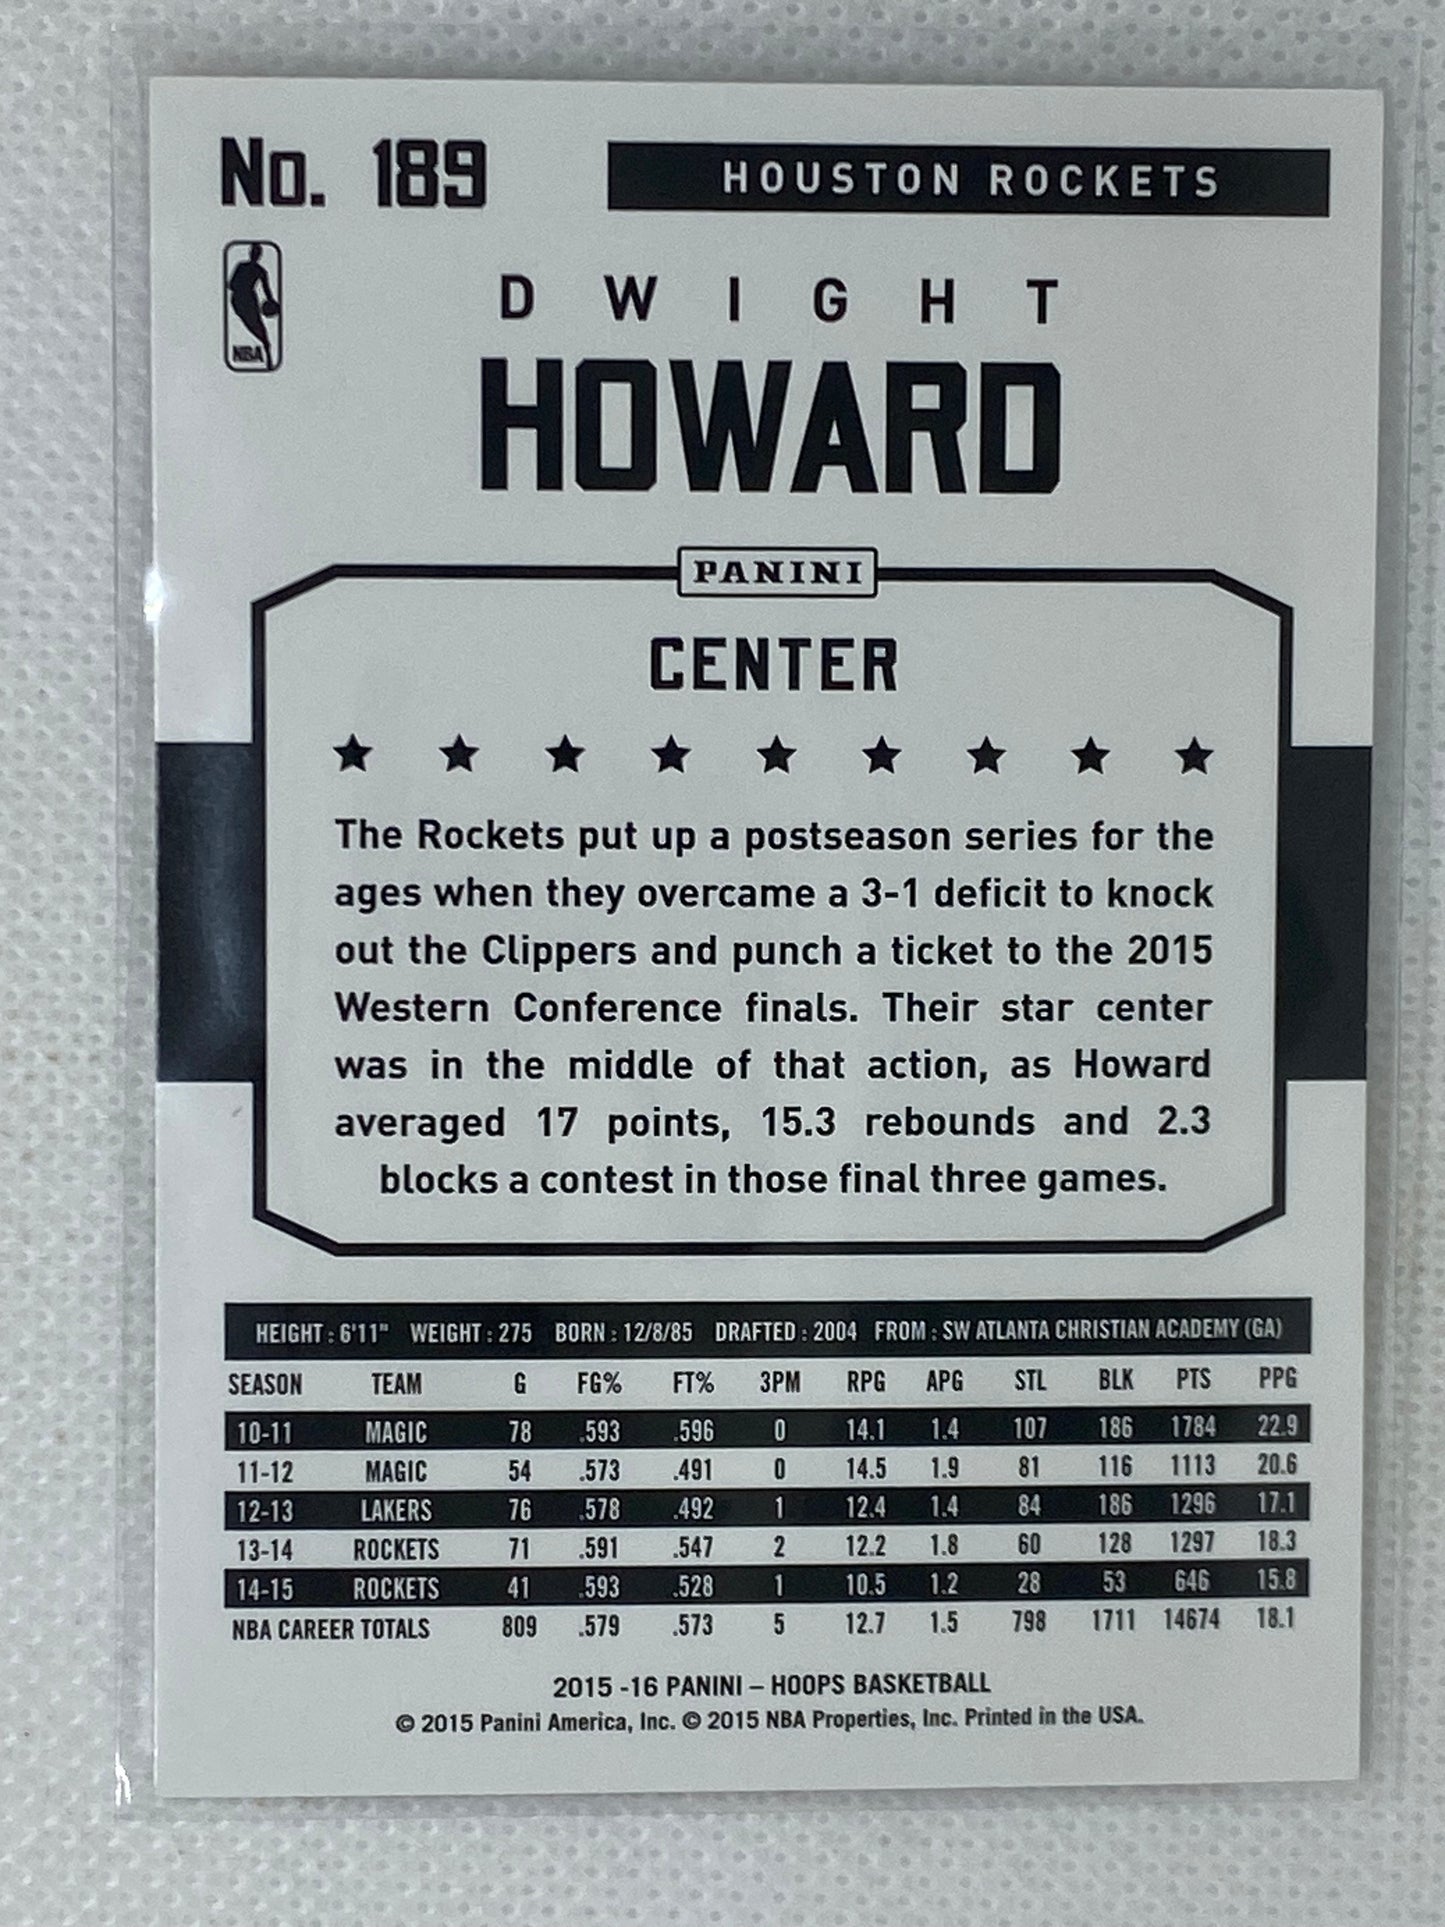 No. 189
HOUSTON ROCKETS
NBA
DWIGHT
HOWARD
PANINI
CENTER
The Rockets put up a postseason series for the
ages when they overcame a 3-1 deficit to knock
out the Clippers and punch a ticket to the 2015
Western Conference finals. Their star center
was in the middle of that action, as Howard
averaged 17 points, 15.3 rebounds and 2.3
blocks a contest in those final three games.
HEIGHT : 6'11" WEIGHT : 275 BORN : 12/8/85 DRAFTED : 2004 FROM : SW ATLANTA CHRISTIAN ACADEMY (GA)
SEASON TEAM G FG% FT% 3PM RPG APG STL BLK PTS PPG
10-11 MAGIC 78 .593 .596 0 14.1 1.4 107 186 1784 22.9
11-12 MAGIC 54 .573 .491 0 14.5 1.9 81 116 1113 20.6
12-13 LAKERS 76 .578 .492 1 12.4 1.4 84 186 1296 17.1
13-14 ROCKETS 71 .591 .547 2 12.2 1.8 60 128 1297 18.3
14-15 ROCKETS 41 .593 .528 1 10.5 1.2 28 53 646 15.8
NBA CAREER TOTALS 809 .579 .573 5 12.7 1.5 798 1711 14674 18.1
2015 -16 PANINI – HOOPS BASKETBALL
© 2015 Panini America, Inc. © 2015 NBA Properties, Inc. Printed in the USA.